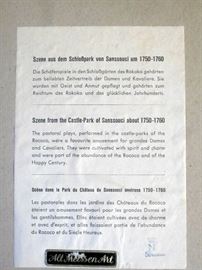 Szene aus dem Schloßpark von Sanssouci um 1750-1760
Die Schäferspiele in den Schloßgärten des Rokoko gehörten
zum beliebten Zeitvertreib der Damen und Kavaliere. Sie
wurden mit Geist und Anmut gepflegt und gehörten zum
Reichtum des Rokoko und des glücklichen Jahrhunderts.
Scene from the Castle-Park of Sanssouci about 1750-1760
The pastoral plays, performed in the castle-parks of the
Rococo, were a favourite amusement for grandes Dames
and Cavaliers. They were cultivated with spirit and grace
and were part of the abundance of the Rococo and of the
Happy Century.
Scène dans le Parc du Château de Sanssouci environs 1750-1760
Les pastorales dans les jardins des Châteaux du Rococo
étaient un amusement favori pour les grandes Dames et
les gentilshommes. Elles étaient cultivées avec du charme
et avec d'esprit; et elles faisaient partie de l'abundance
du Rococo et du Siècle Heureux.
Alt Meissen Art